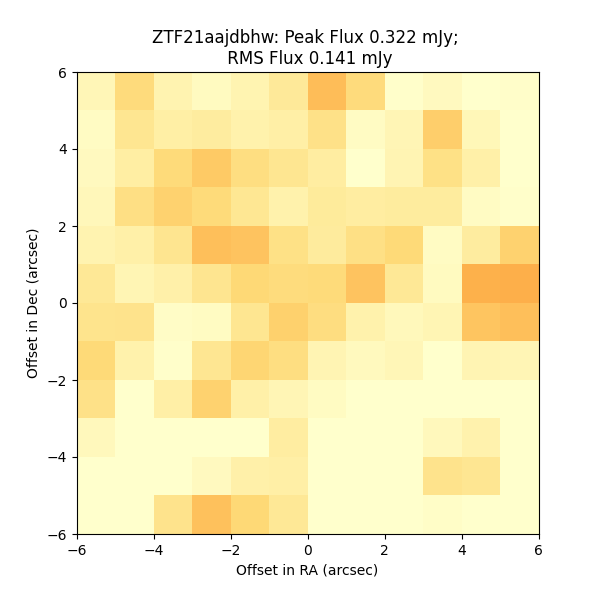 ZTF21aajdbhw: Peak Flux 0.322 mJy;
RMS Flux 0.141 mJy
6
4
2
0
−2
−4
−6
Offset in Dec (arcsec)
−6 −4 −2 0 2 4 6
Offset in RA (arcsec)